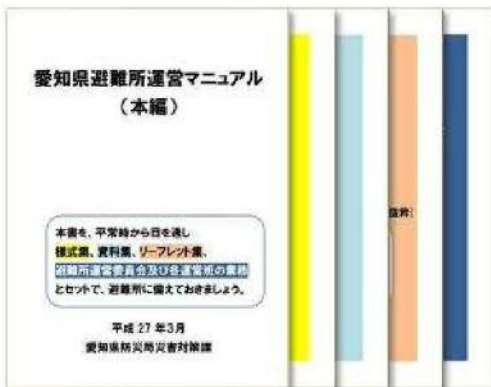 愛知県避難所運営マニュアル
（本編）
本書を、平常時から目を通し
様式集、資料集、リーフレット集、
避難所運営委員会及び各運営班の業務
とセットで、避難所に備えておきましょう。
平成27年3月
愛知県防災局災害対策課
抜粋）